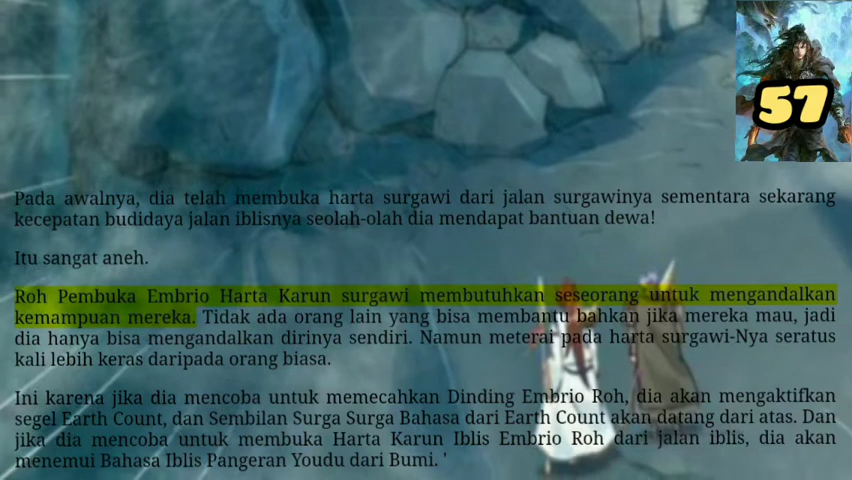 57
Pada awalnya, dia telah membuka harta surgawi dari jalan surgawinya sementara sekarang
kecepatan budidaya jalan iblisnya seolah-olah dia mendapat bantuan dewa!
Itu sangat aneh.
Roh Pembuka Embrio Harta Karun surgawi membutuhkan seseorang untuk mengandalkan
kemampuan mereka. Tidak ada orang lain yang bisa membantu bahkan jika mereka mau, jadi
dia hanya bisa mengandalkan dirinya sendiri. Namun meterai pada harta surgawi-Nya seratus
kali lebih keras daripada orang biasa.
Ini karena jika dia mencoba untuk memecahkan Dinding Embrio Roh, dia akan mengaktifkan
segel Earth Count, dan Sembilan Surga Surga Bahasa dari Earth Count akan datang dari atas. Dan
jika dia mencoba untuk membuka Harta Karun Iblis Embrio Roh dari jalan iblis, dia akan
menemui Bahasa Iblis Pangeran Youdu dari Bumi. '